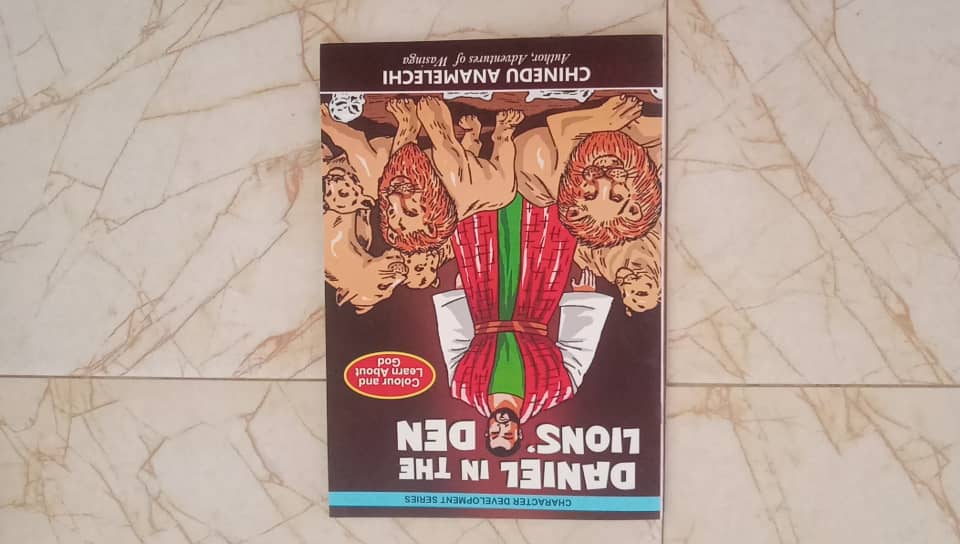 CHARACTER DEVELOPMENT SERIES
DANIEL IN THE
LIONS' DEN
Colour and
Learn About
God
CHINEDU ANAMELECHI
Author, Adventures of Wasinga